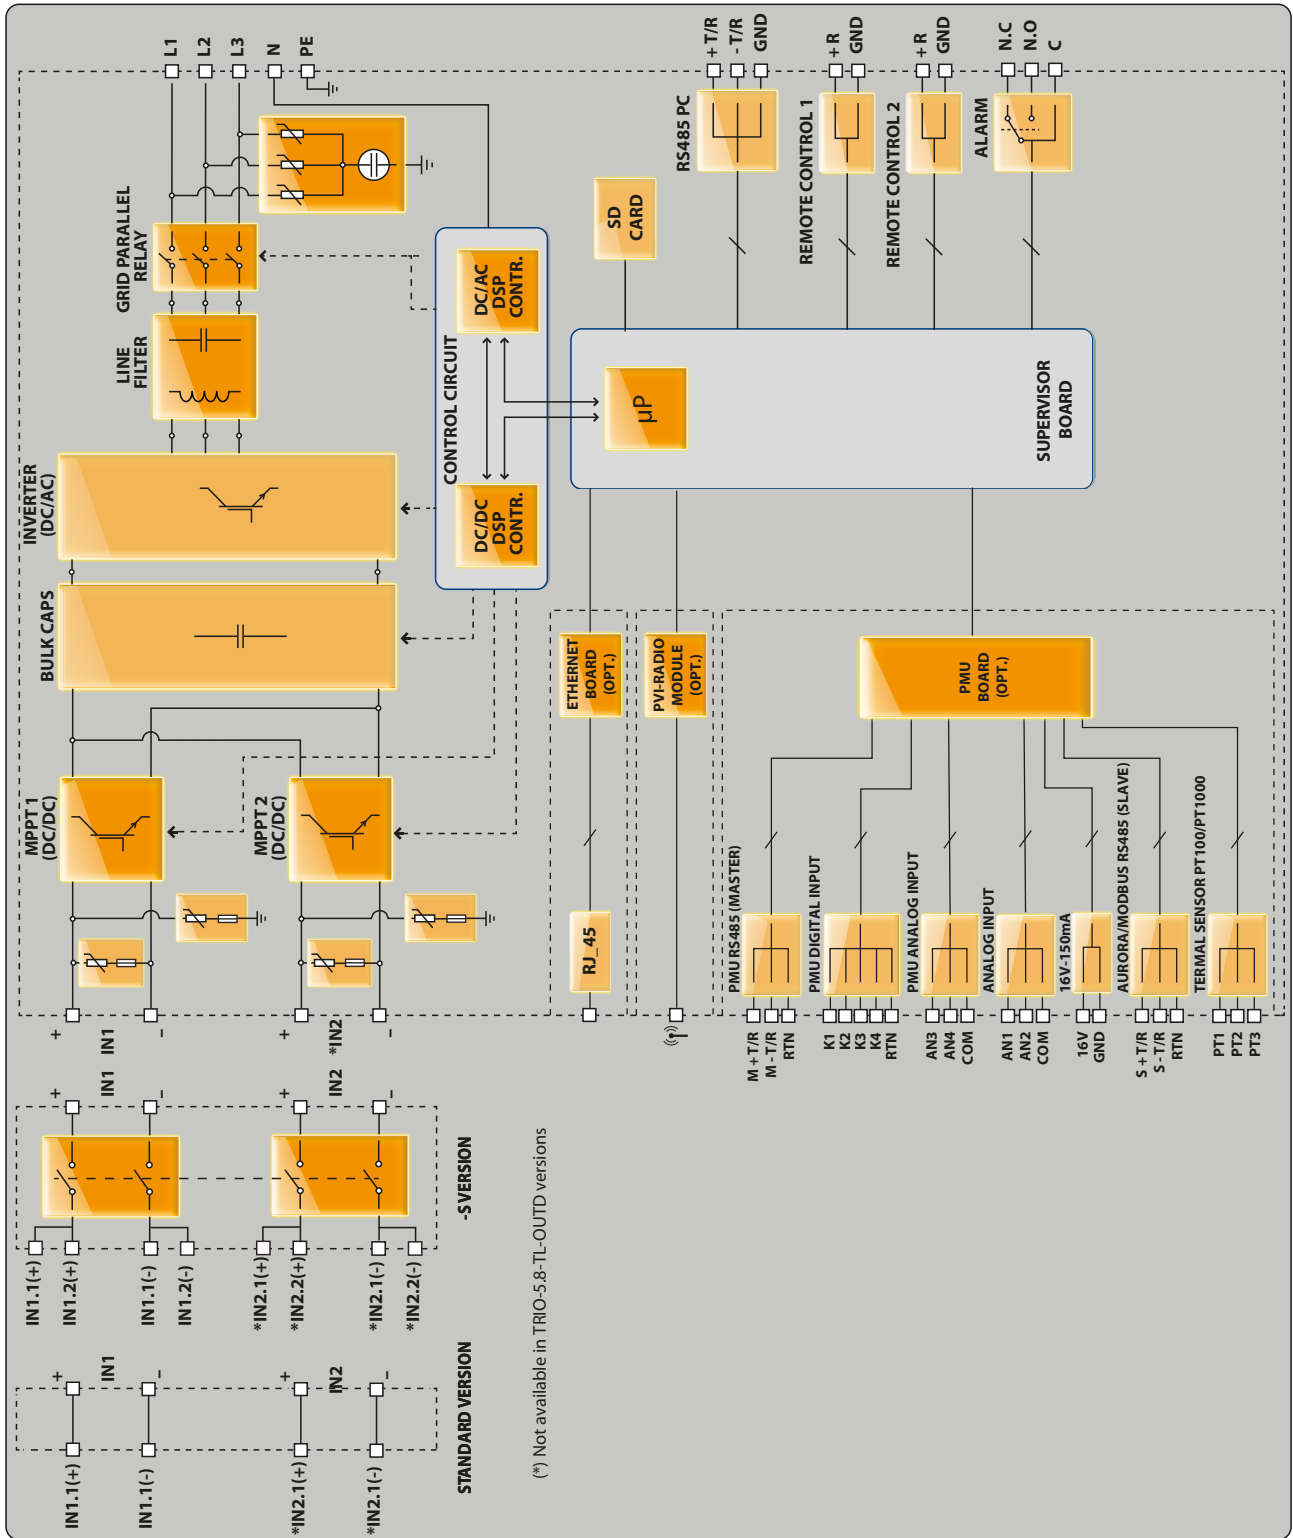 L1
L2
L3
N
PE
+ T/R
- T/R
GND
+ R
GND
+ R
GND
N.C
N.O
C
RS485 PC
REMOTE CONTROL 1
REMOTE CONTROL 2
ALARM
GRID PARALLEL
RELAY
SD
CARD
LINE
FILTER
DC/AC
DSP
CONTR.
CONTROL CIRCUIT
DC/DC
DSP
CONTR.
µP
SUPERVISOR
BOARD
INVERTER
(DC/AC)
BULK CAPS
ETHERNET
BOARD
(OPT.)
PVI-RADIO
MODULE
(OPT.)
PMU
BOARD
(OPT.)
MPPT 1
(DC/DC)
MPPT 2
(DC/DC)
RJ_45
PMU RS485 (MASTER)
PMU DIGITAL INPUT
PMU ANALOG INPUT
ANALOG INPUT
16V-150mA
AURORA/MODBUS RS485 (SLAVE)
TERMAL SENSOR PT100/PT1000
+
IN1
-
+
*IN2
-
M + T/R
M - T/R
RTN
K1
K2
K3
K4
RTN
AN3
AN4
COM
AN1
AN2
COM
16V
GND
S + T/R
S - T/R
RTN
PT1
PT2
PT3
+
IN1
-
+
IN2
-
-S VERSION
IN1.1(+)
IN1.2(+)
IN1.1(-)
IN1.2(-)
*IN2.1(+)
*IN2.2(+)
*IN2.1(-)
*IN2.2(-)
+
IN1
-
+
IN2
-
STANDARD VERSION
IN1.1(+)
IN1.1(-)
*IN2.1(+)
*IN2.1(-)
(*) Not available in TRIO-5.8-TL-OUTD versions